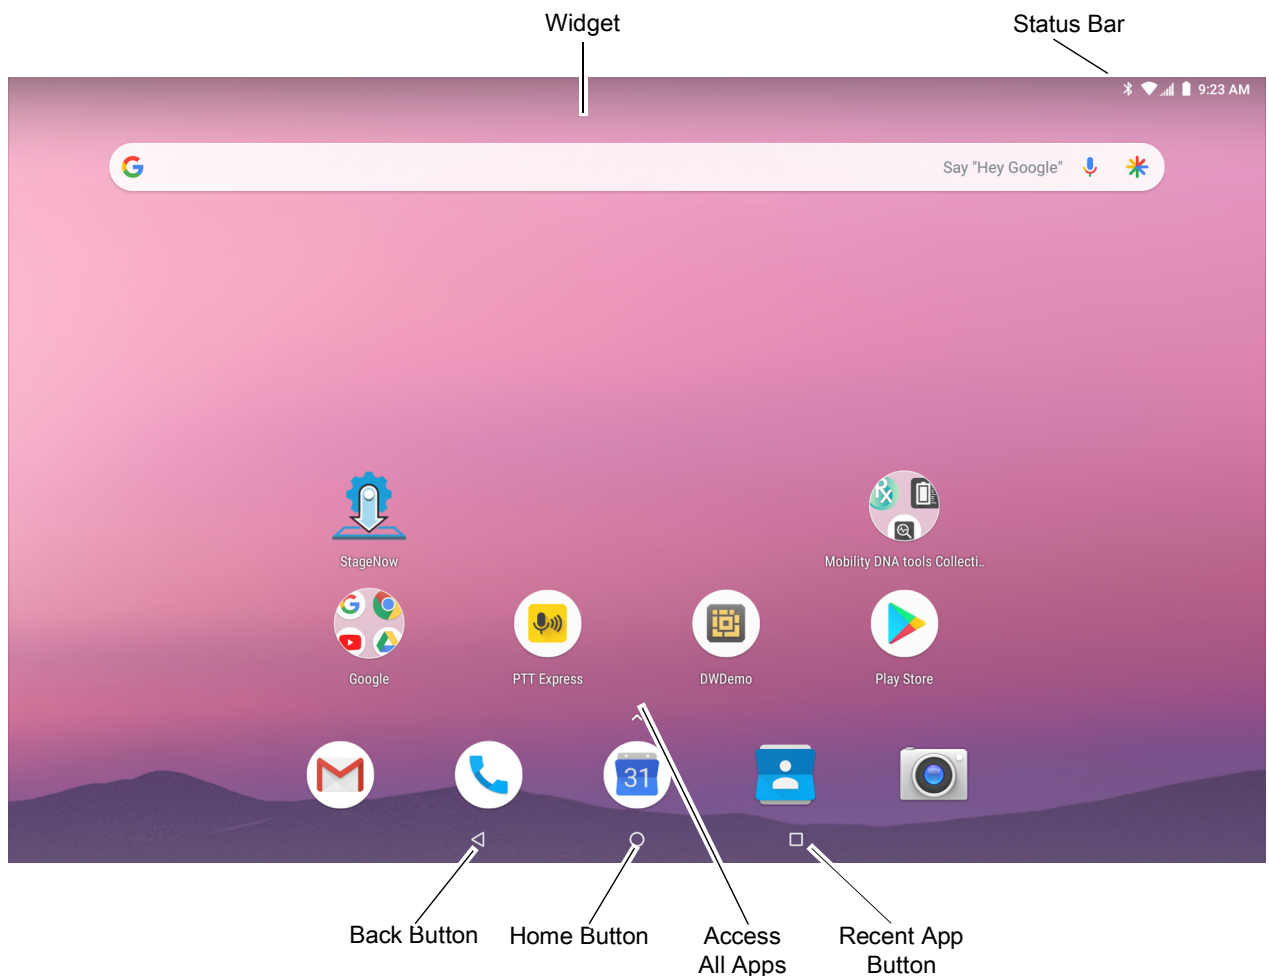 Widget
Status Bar
9:23 AM
G
Say "Hey Google"
StageNow
Mobility DNA tools Collecti..
Google
PTT Express
DWDemo
Play Store
31
Back Button
Home Button
Access
All Apps
Recent App
Button